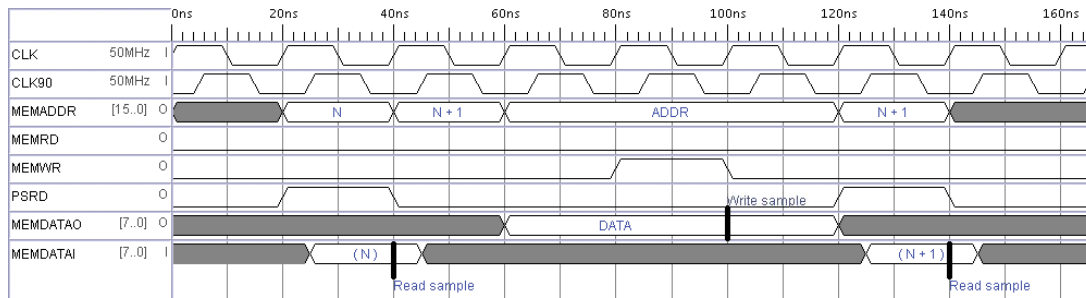 0ns 20ns 40ns 60ns 80ns 100ns 120ns 140ns 160ns
CLK 50MHz I
CLK90 50MHz I
MEMADDR [15..0] O N N + 1 ADDR N + 1
MEMRD O
MEMWR O
PSRD O
Write sample
MEMDATAO [7..0] O DATA
MEMDATAI [7..0] I ( N ) ( N + 1 )
Read sample Read sample